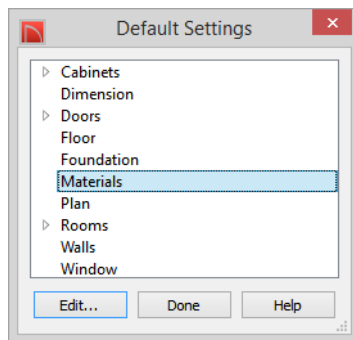 Default Settings
Cabinets
Dimension
Doors
Floor
Foundation
Materials
Plan
Rooms
Walls
Window
Edit... Done Help